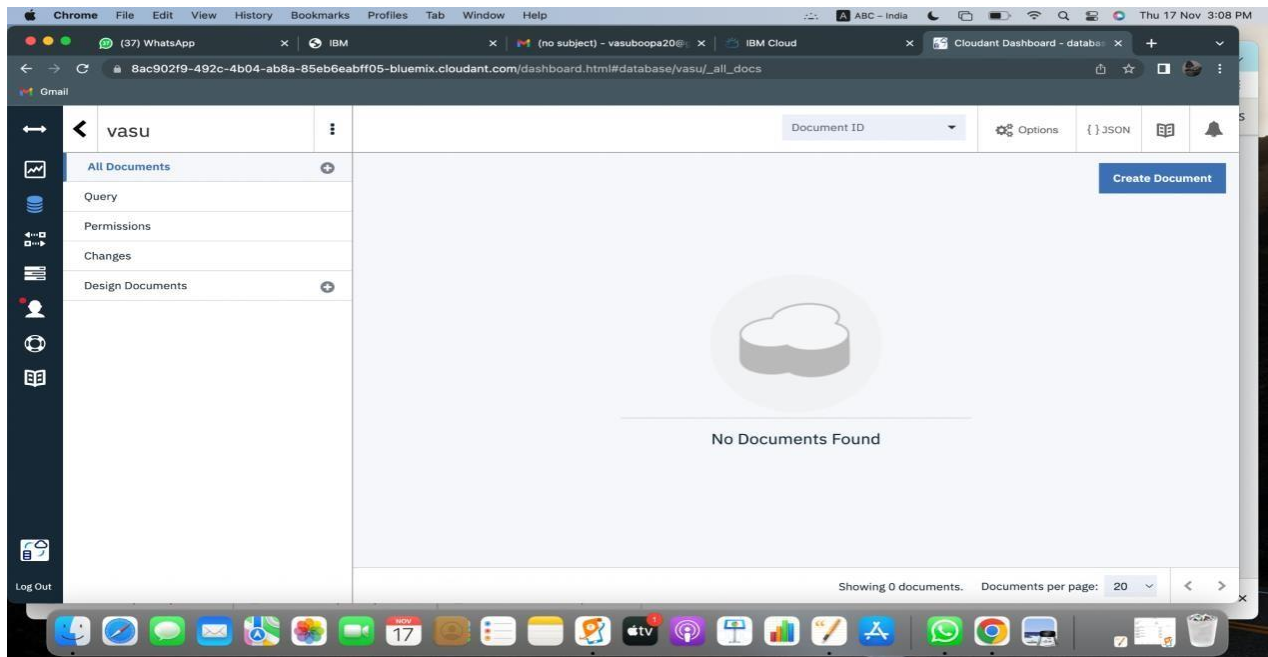 Chrome File Edit View History Bookmarks Profiles Tab Window Help ABC – India Thu 17 Nov 3:08 PM
(37) WhatsApp IBM (no subject) - vasuboopa20@ IBM Cloud Cloudant Dashboard - databa
8ac902f9-492c-4b04-ab8a-85eb6eabff05-bluemix.cloudant.com/dashboard.html#database/vasu/_all_docs
Gmail
vasu Document ID Options { } JSON
All Documents
Create Document
Query
Permissions
Changes
Design Documents
No Documents Found
Log Out Showing 0 documents. Documents per page: 20
NOV
17
tv
1